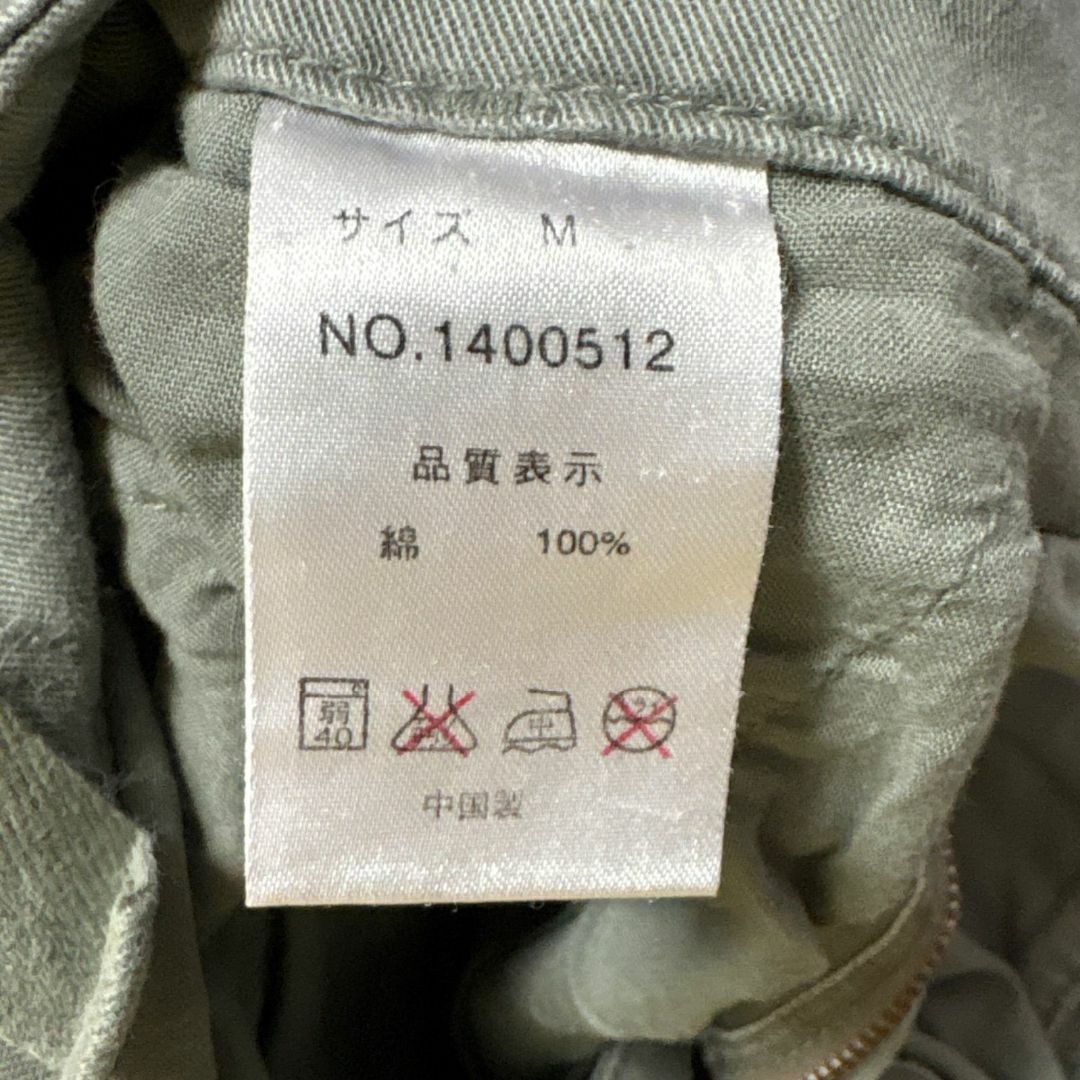 サイズ M
NO.1400512
品質表示
綿 100%
弱
40
中
中国製